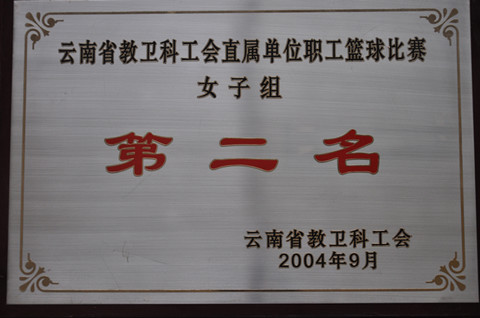 云南省教卫科工会直属单位职工篮球比赛
女子组
第二名
云南省教卫科工会
2004年9月